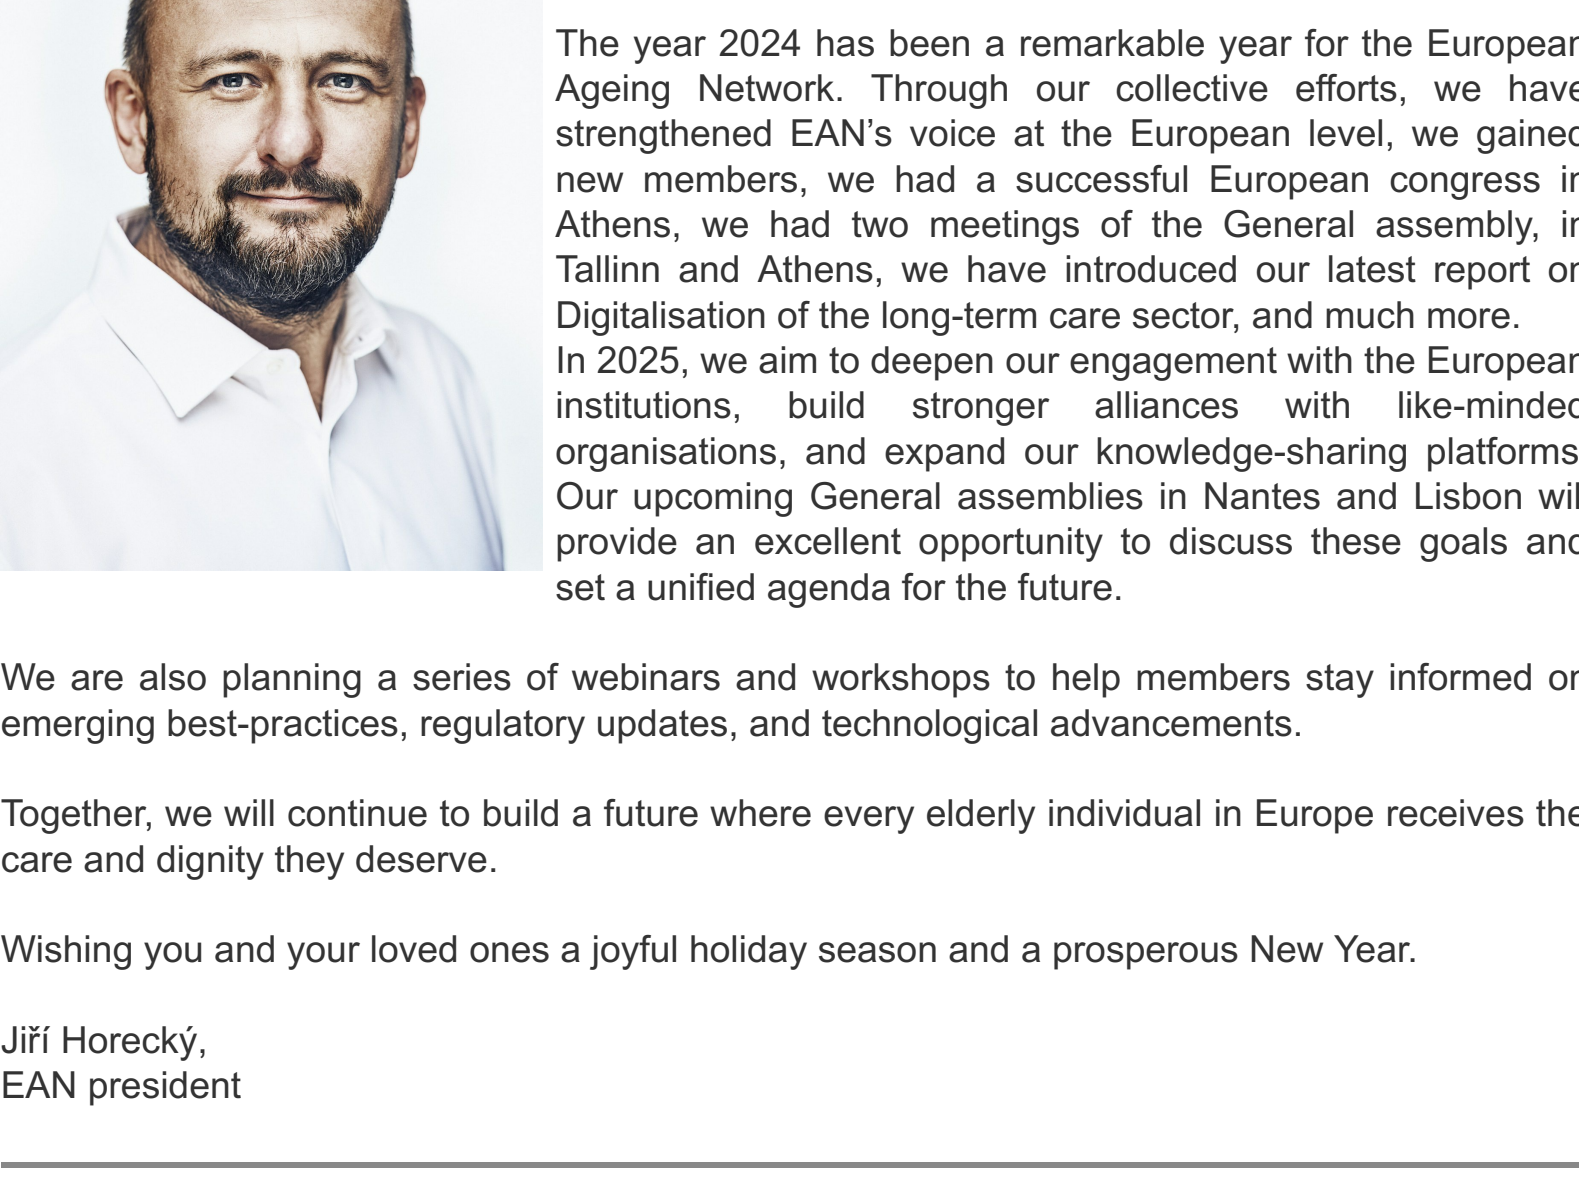 The year 2024 has been a remarkable year for the European
Ageing Network. Through our collective efforts, we have
strengthened EAN’s voice at the European level, we gained
new members, we had a successful European congress in
Athens, we had two meetings of the General assembly, in
Tallinn and Athens, we have introduced our latest report on
Digitalisation of the long-term care sector, and much more.
In 2025, we aim to deepen our engagement with the European
institutions, build stronger alliances with like-minded
organisations, and expand our knowledge-sharing platforms.
Our upcoming General assemblies in Nantes and Lisbon will
provide an excellent opportunity to discuss these goals and
set a unified agenda for the future.
We are also planning a series of webinars and workshops to help members stay informed on
emerging best-practices, regulatory updates, and technological advancements.
Together, we will continue to build a future where every elderly individual in Europe receives the
care and dignity they deserve.
Wishing you and your loved ones a joyful holiday season and a prosperous New Year.
Jiří Horecký,
EAN president